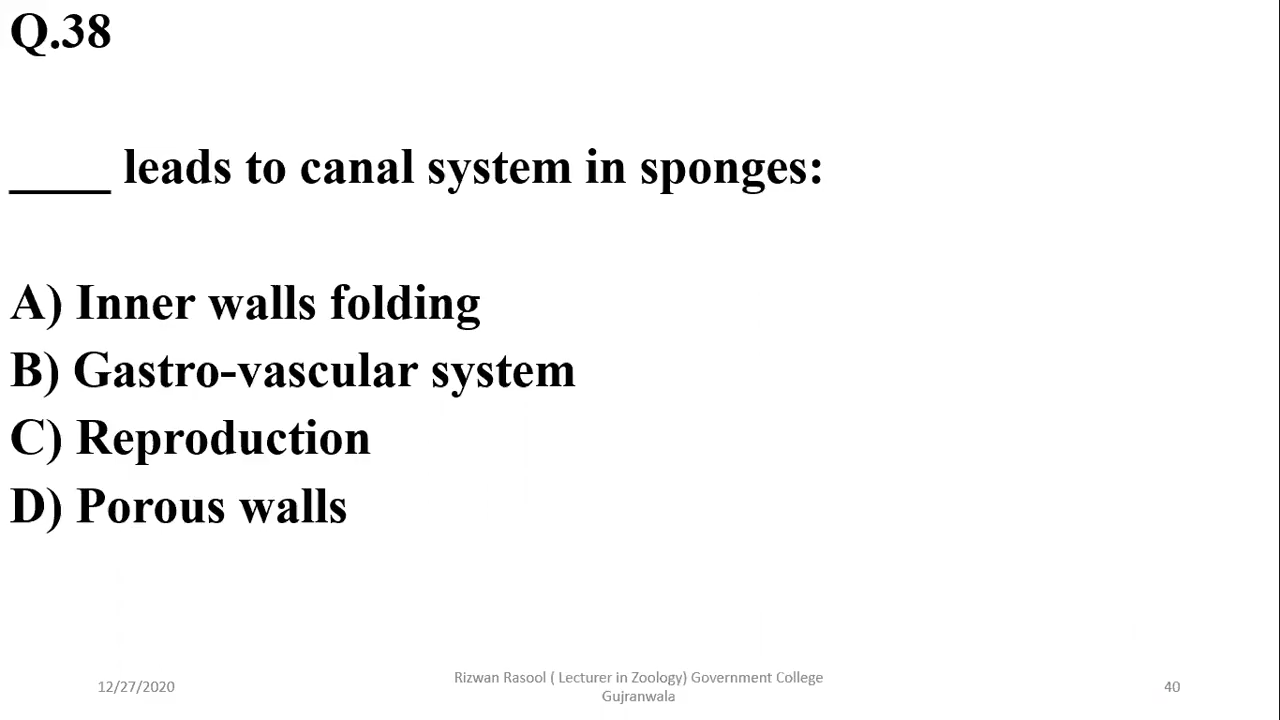 Q.38
____ leads to canal system in sponges:
A) Inner walls folding
B) Gastro-vascular system
C) Reproduction
D) Porous walls
12/27/2020
Rizwan Rasool ( Lecturer in Zoology) Government College
Gujranwala
40